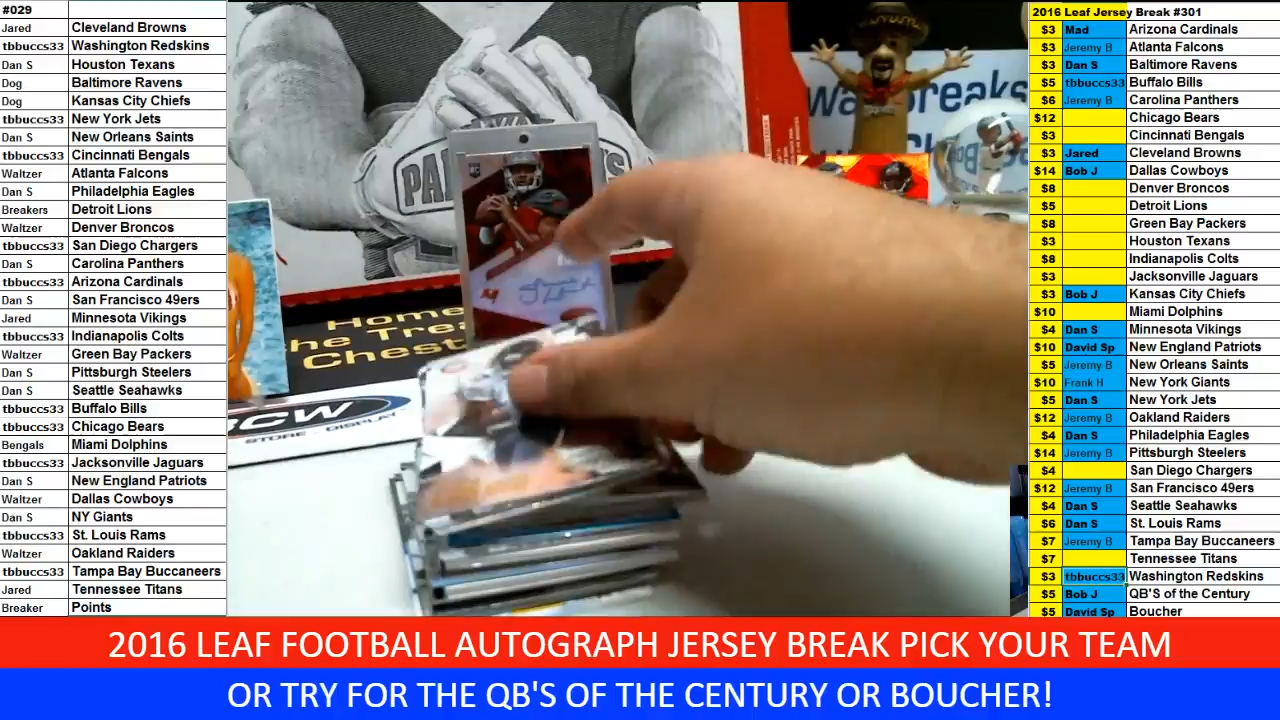 #029
Jared Cleveland Browns
tbbuccs33 Washington Redskins
Dan S Houston Texans
Dog Baltimore Ravens
Dog Kansas City Chiefs
tbbuccs33 New York Jets
Dan S New Orleans Saints
tbbuccs33 Cincinnati Bengals
Waltzer Atlanta Falcons
Dan S Philadelphia Eagles
Breakers Detroit Lions
Waltzer Denver Broncos
tbbuccs33 San Diego Chargers
Dan S Carolina Panthers
tbbuccs33 Arizona Cardinals
Dan S San Francisco 49ers
Jared Minnesota Vikings
tbbuccs33 Indianapolis Colts
Waltzer Green Bay Packers
Dan S Pittsburgh Steelers
Dan S Seattle Seahawks
tbbuccs33 Buffalo Bills
tbbuccs33 Chicago Bears
Bengals Miami Dolphins
tbbuccs33 Jacksonville Jaguars
Dan S New England Patriots
Waltzer Dallas Cowboys
Dan S NY Giants
tbbuccs33 St. Louis Rams
Waltzer Oakland Raiders
tbbuccs33 Tampa Bay Buccaneers
Jared Tennessee Titans
Breaker Points
Home
he Trea
Chest
BCW
STORE · DISPLAY
RC
2016 Leaf Jersey Break #301
$3 Mad Arizona Cardinals
$3 Jeremy B Atlanta Falcons
$3 Dan S Baltimore Ravens
$5 tbbuccs33 Buffalo Bills
$6 Jeremy B Carolina Panthers
$12 Chicago Bears
$3 Cincinnati Bengals
$3 Jared Cleveland Browns
$14 Bob J Dallas Cowboys
$8 Denver Broncos
$5 Detroit Lions
$8 Green Bay Packers
$3 Houston Texans
$8 Indianapolis Colts
$3 Jacksonville Jaguars
$3 Bob J Kansas City Chiefs
$10 Miami Dolphins
$4 Dan S Minnesota Vikings
$10 David Sp New England Patriots
$5 Jeremy B New Orleans Saints
$10 Frank H New York Giants
$5 Dan S New York Jets
$12 Jeremy B Oakland Raiders
$4 Dan S Philadelphia Eagles
$14 Jeremy B Pittsburgh Steelers
$4 San Diego Chargers
$12 Jeremy B San Francisco 49ers
$4 Dan S Seattle Seahawks
$6 Dan S St. Louis Rams
$7 Jeremy B Tampa Bay Buccaneers
$7 Tennessee Titans
$3 tbbuccs33 Washington Redskins
$5 Bob J QB'S of the Century
$5 David Sp Boucher
2016 LEAF FOOTBALL AUTOGRAPH JERSEY BREAK PICK YOUR TEAM
OR TRY FOR THE QB'S OF THE CENTURY OR BOUCHER!